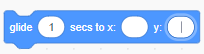 glide 1 secs to x: y: